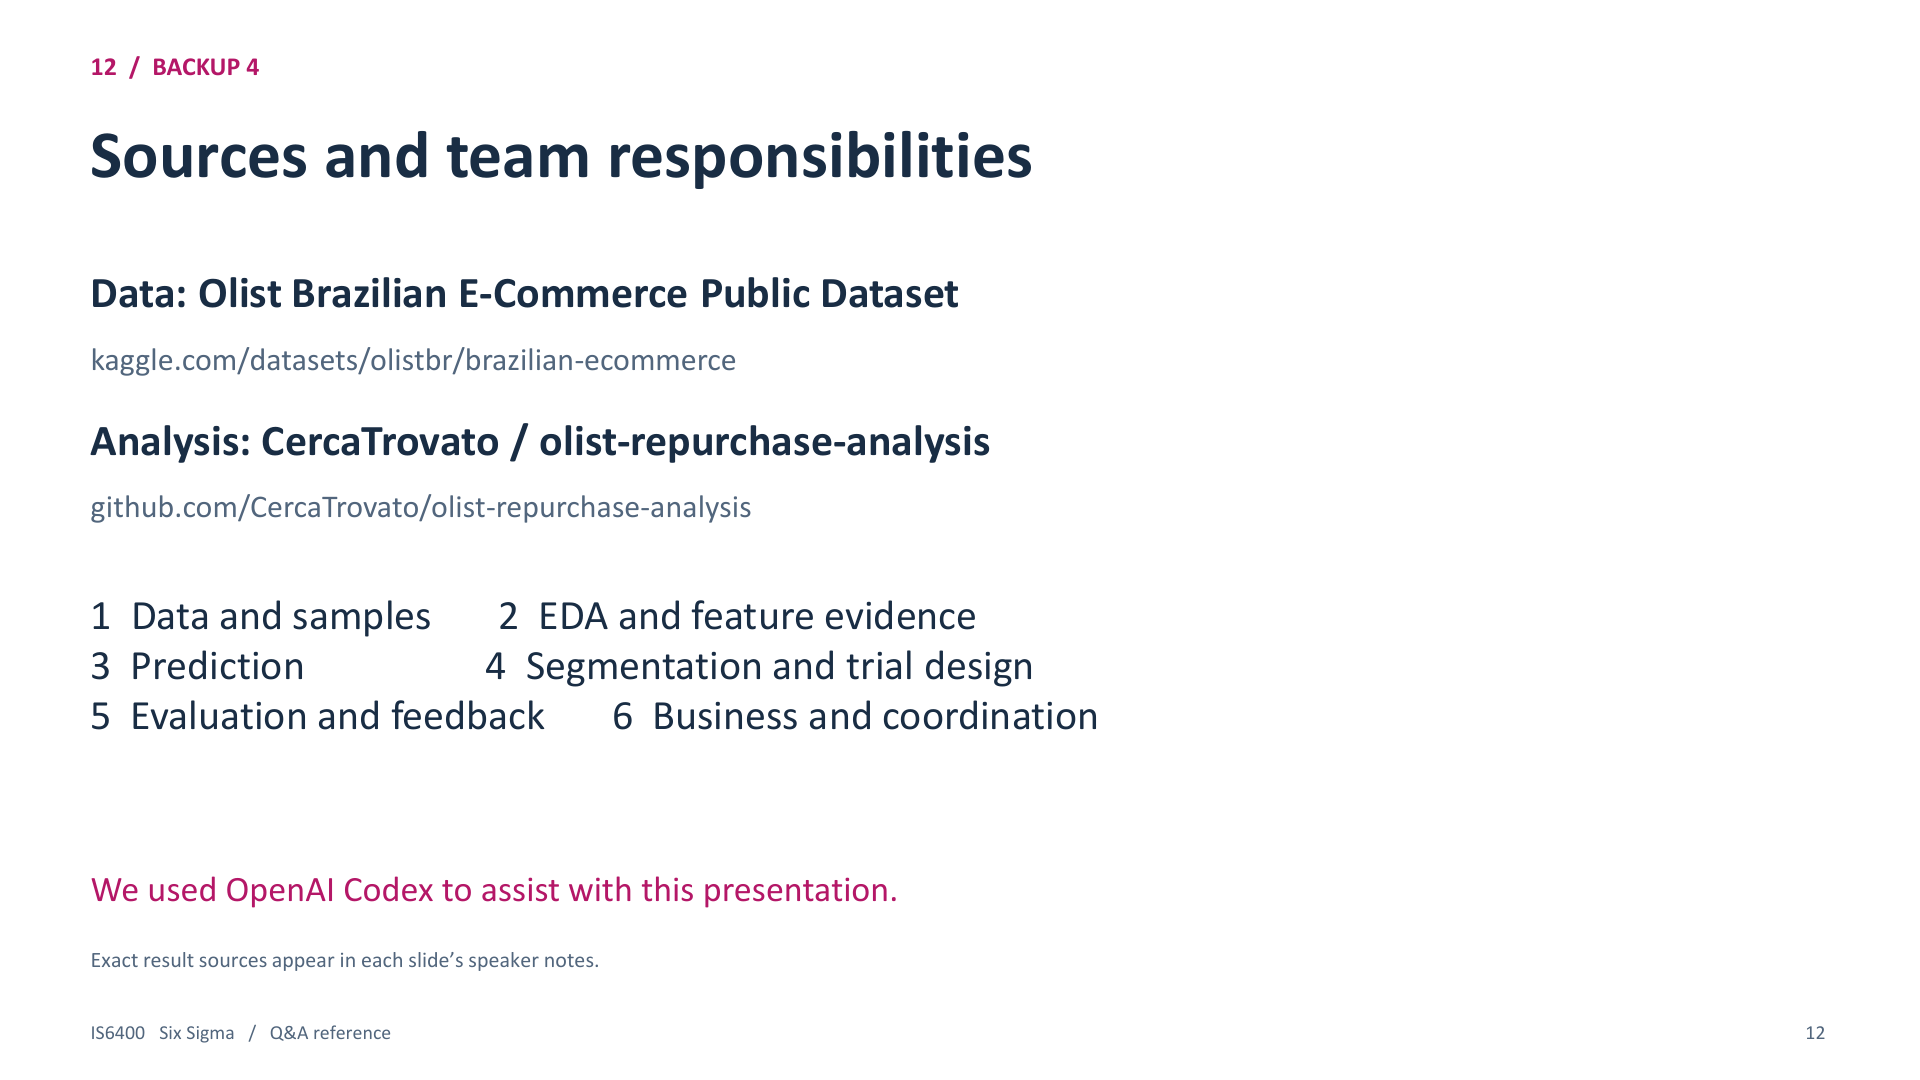 12 / BACKUP 4
Sources and team responsibilities
Data: Olist Brazilian E-Commerce Public Dataset
kaggle.com/datasets/olistbr/brazilian-ecommerce
Analysis: CercaTrovato / olist-repurchase-analysis
github.com/CercaTrovato/olist-repurchase-analysis
1 Data and samples 2 EDA and feature evidence
3 Prediction 4 Segmentation and trial design
5 Evaluation and feedback 6 Business and coordination
We used OpenAI Codex to assist with this presentation.
Exact result sources appear in each slide’s speaker notes.
IS6400 Six Sigma / Q&A reference 12